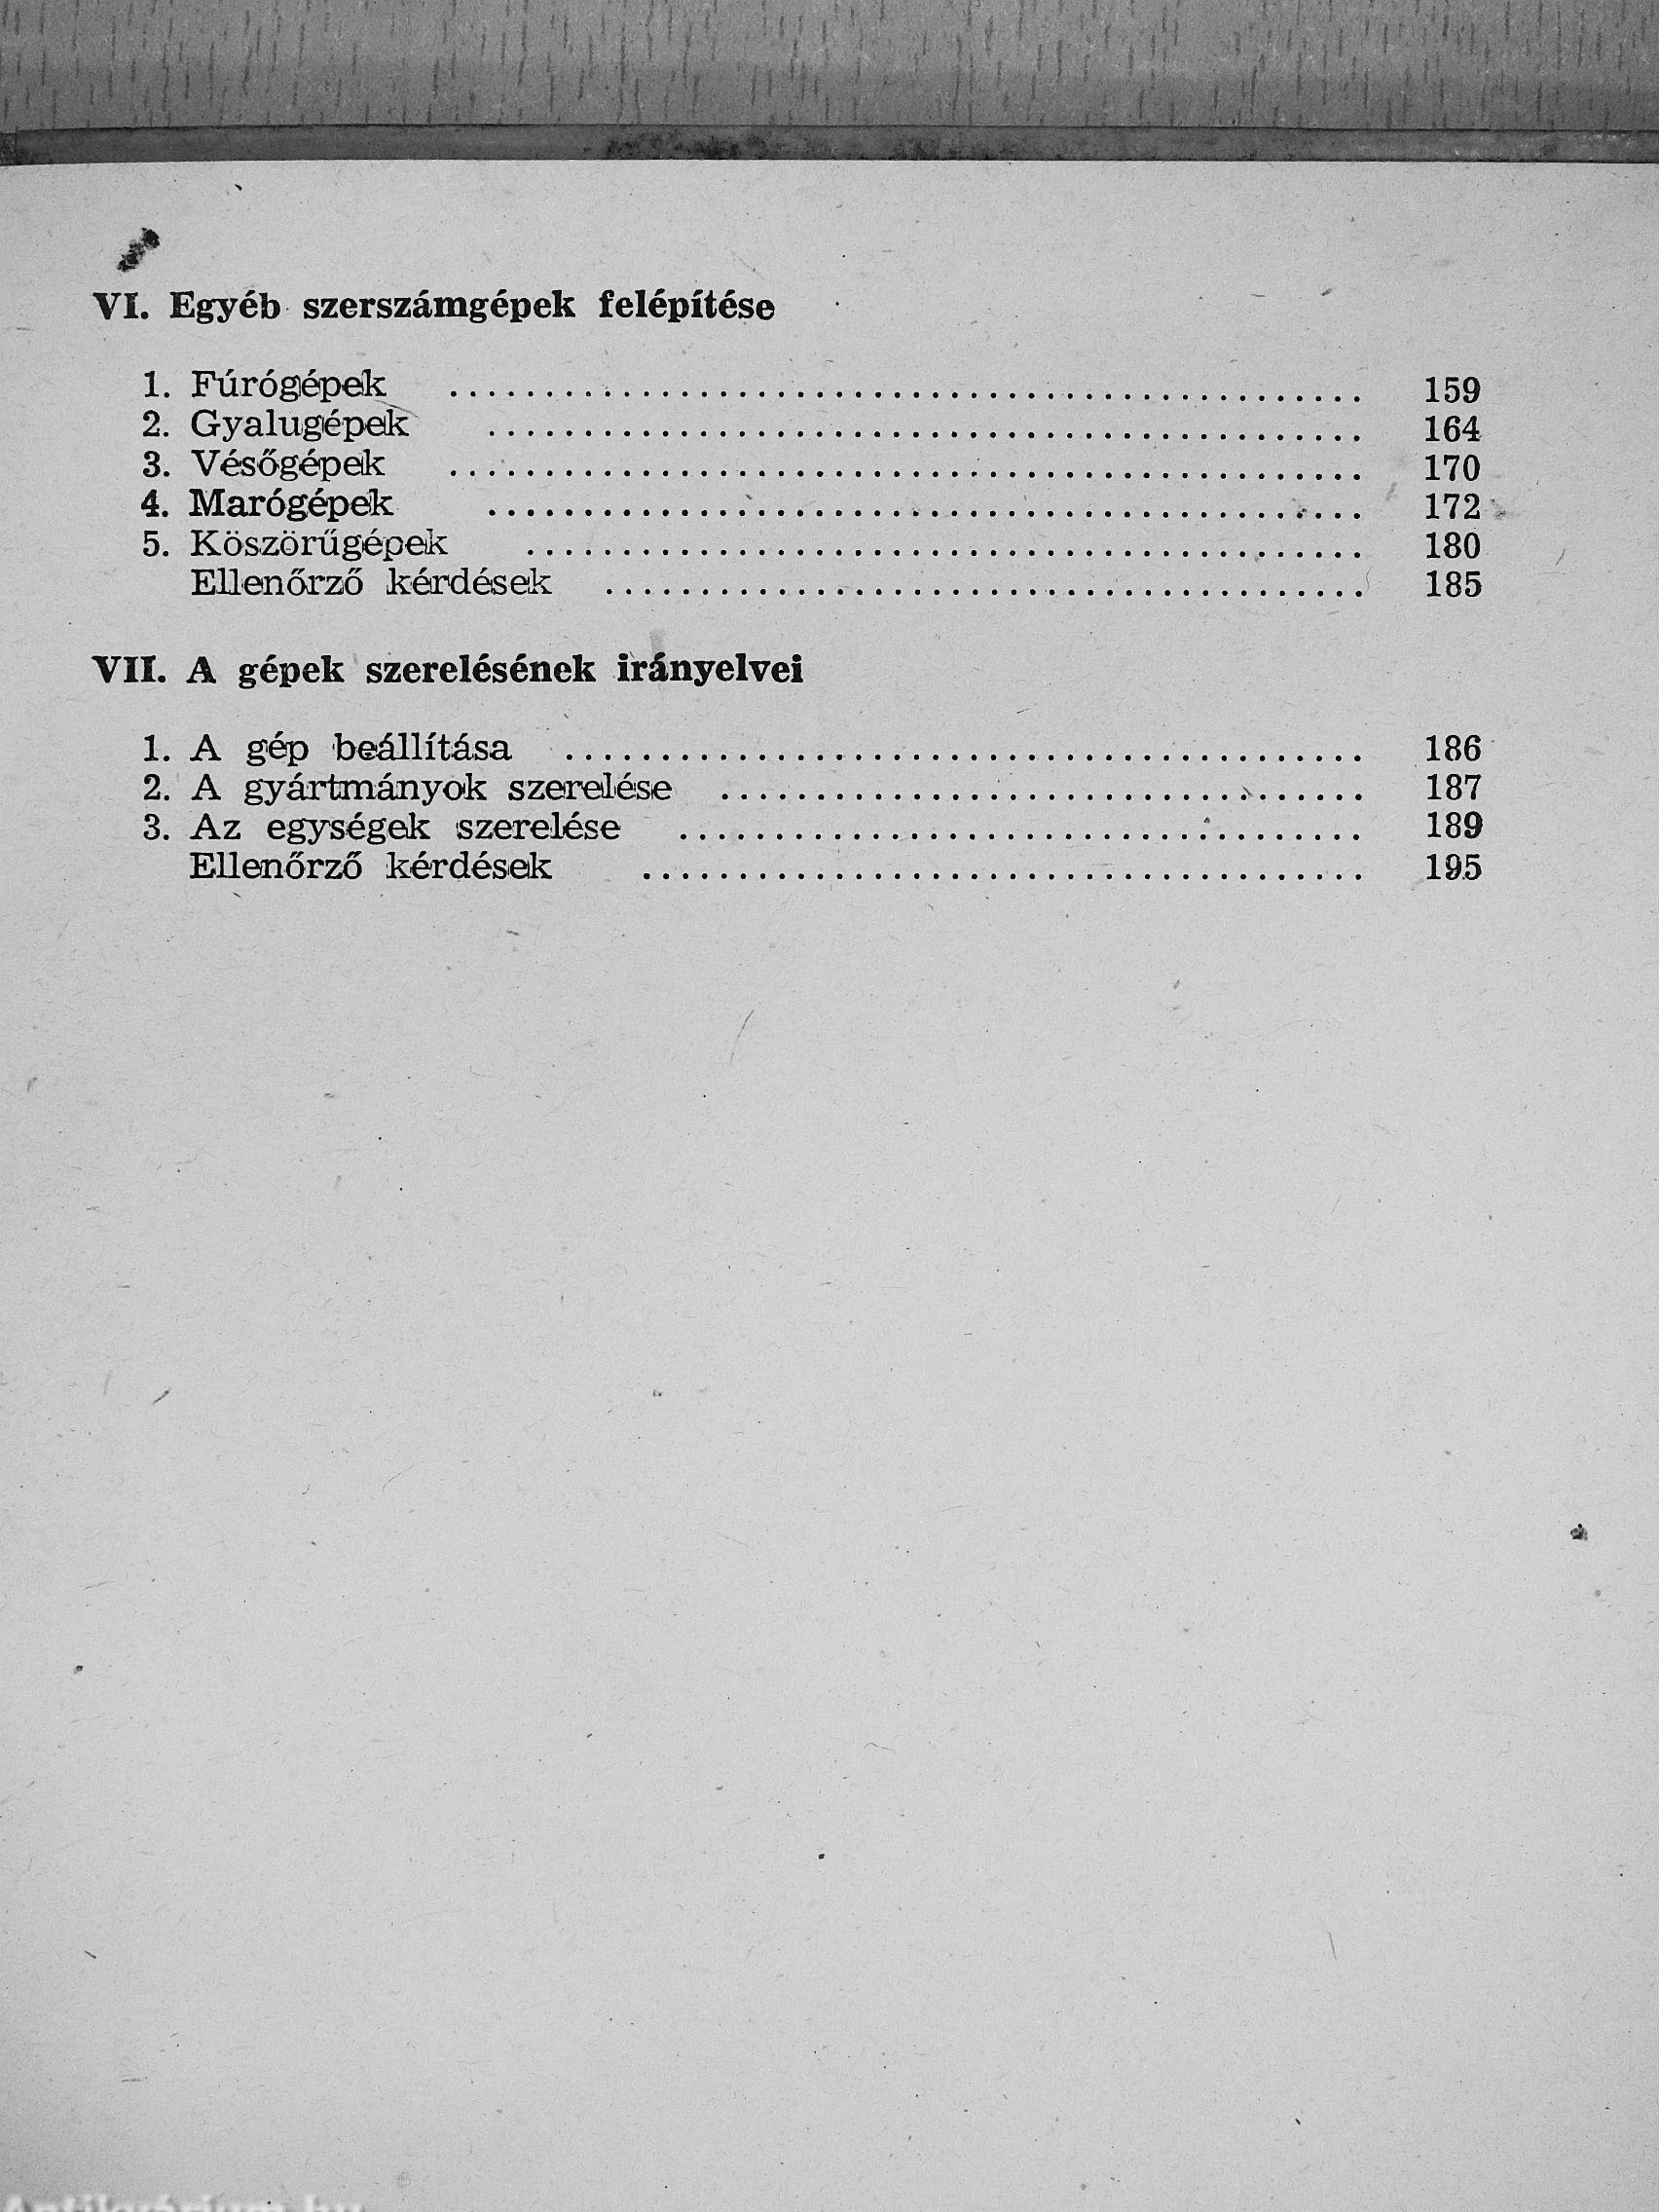 VI. Egyéb szerszámgépek felépítése
1. Fúrógépek ................................................ 159
2. Gyalugépek .............................................. 164
3. Vésőgépek ................................................ 170
4. Marógépek .............................................. 172
5. Köszörűgépek ............................................ 180
Ellenőrző kérdések ........................................ 185
VII. A gépek szerelésének irányelvei
1. A gép beállítása .......................................... 186
2. A gyártmányok szerelése .................................. 187
3. Az egységek szerelése .................................... 189
Ellenőrző kérdések ...................................... 195
Antikvárium.hu